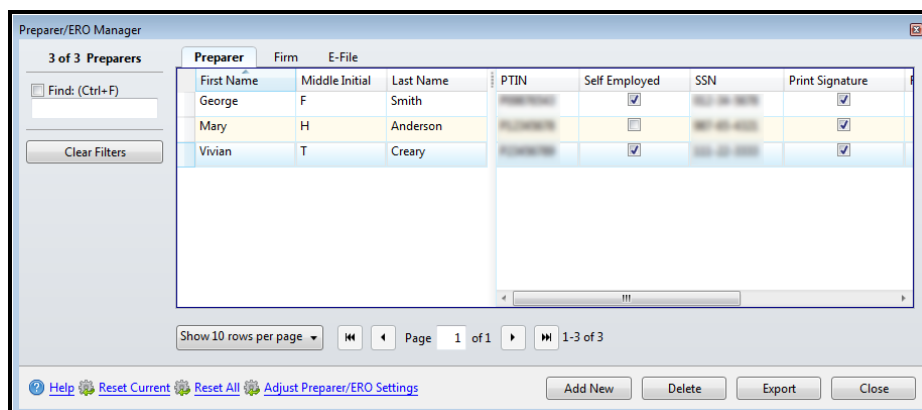 Preparer/ERO Manager
3 of 3 Preparers
Preparer Firm E-File
Find: (Ctrl+F)
Clear Filters
First Name Middle Initial Last Name PTIN Self Employed SSN Print Signature
George F Smith
Mary H Anderson
Vivian T Creary
Show 10 rows per page Page 1 of 1 1-3 of 3
Help Reset Current Reset All Adjust Preparer/ERO Settings Add New Delete Export Close